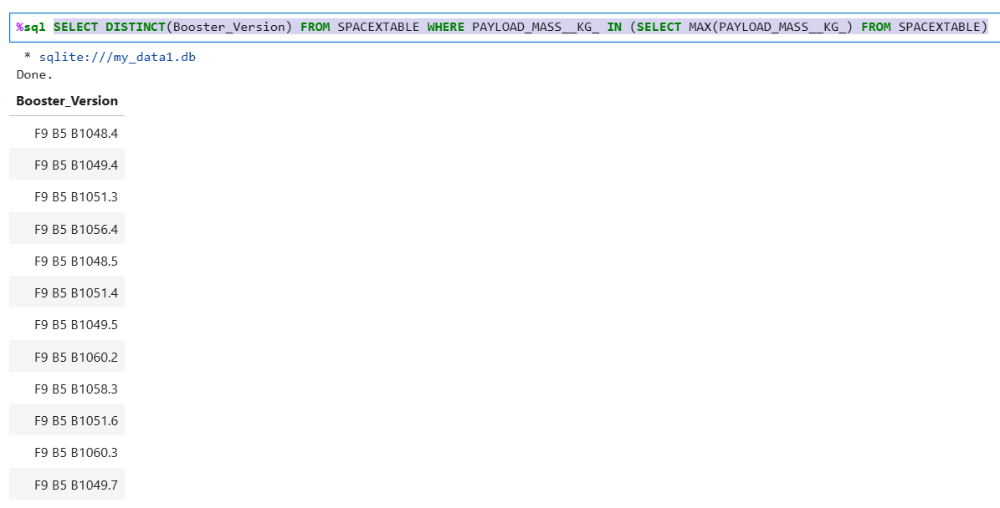 %sql SELECT DISTINCT(Booster_Version) FROM SPACEXTABLE WHERE PAYLOAD_MASS__KG_ IN (SELECT MAX(PAYLOAD_MASS__KG_) FROM SPACEXTABLE)
* sqlite:///my_data1.db
Done.
Booster_Version
F9 B5 B1048.4
F9 B5 B1049.4
F9 B5 B1051.3
F9 B5 B1056.4
F9 B5 B1048.5
F9 B5 B1051.4
F9 B5 B1049.5
F9 B5 B1060.2
F9 B5 B1058.3
F9 B5 B1051.6
F9 B5 B1060.3
F9 B5 B1049.7